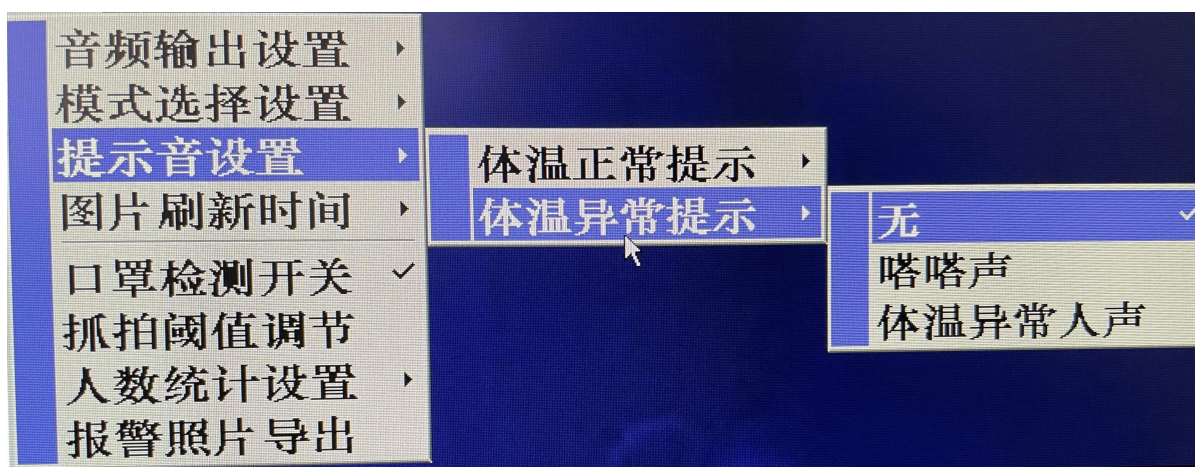 音频输出设置
模式选择设置
提示音设置
图片刷新时间
口罩检测开关
抓拍阈值调节
人数统计设置
报警照片导出
体温正常提示
体温异常提示
无
嗒嗒声
体温异常人声